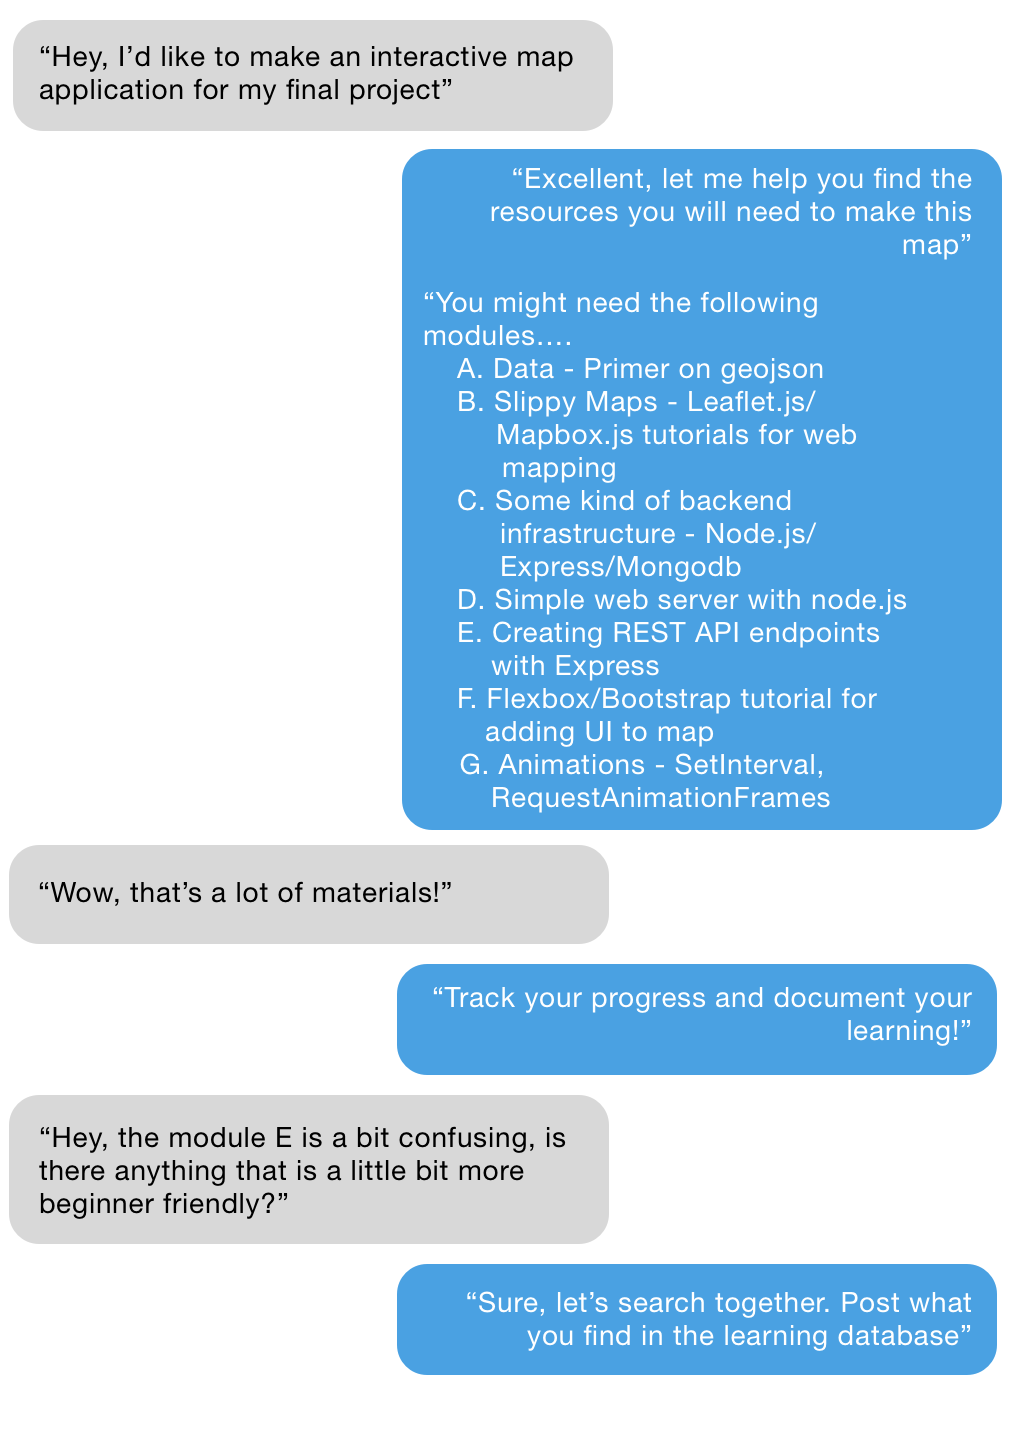 “Hey, I’d like to make an interactive map
application for my final project”
“Excellent, let me help you find the
resources you will need to make this
map”
“You might need the following
modules….
A. Data - Primer on geojson
B. Slippy Maps - Leaflet.js/
Mapbox.js tutorials for web
mapping
C. Some kind of backend
infrastructure - Node.js/
Express/Mongodb
D. Simple web server with node.js
E. Creating REST API endpoints
with Express
F. Flexbox/Bootstrap tutorial for
adding UI to map
G. Animations - SetInterval,
RequestAnimationFrames
“Wow, that’s a lot of materials!”
“Track your progress and document your
learning!”
“Hey, the module E is a bit confusing, is
there anything that is a little bit more
beginner friendly?”
“Sure, let’s search together. Post what
you find in the learning database”